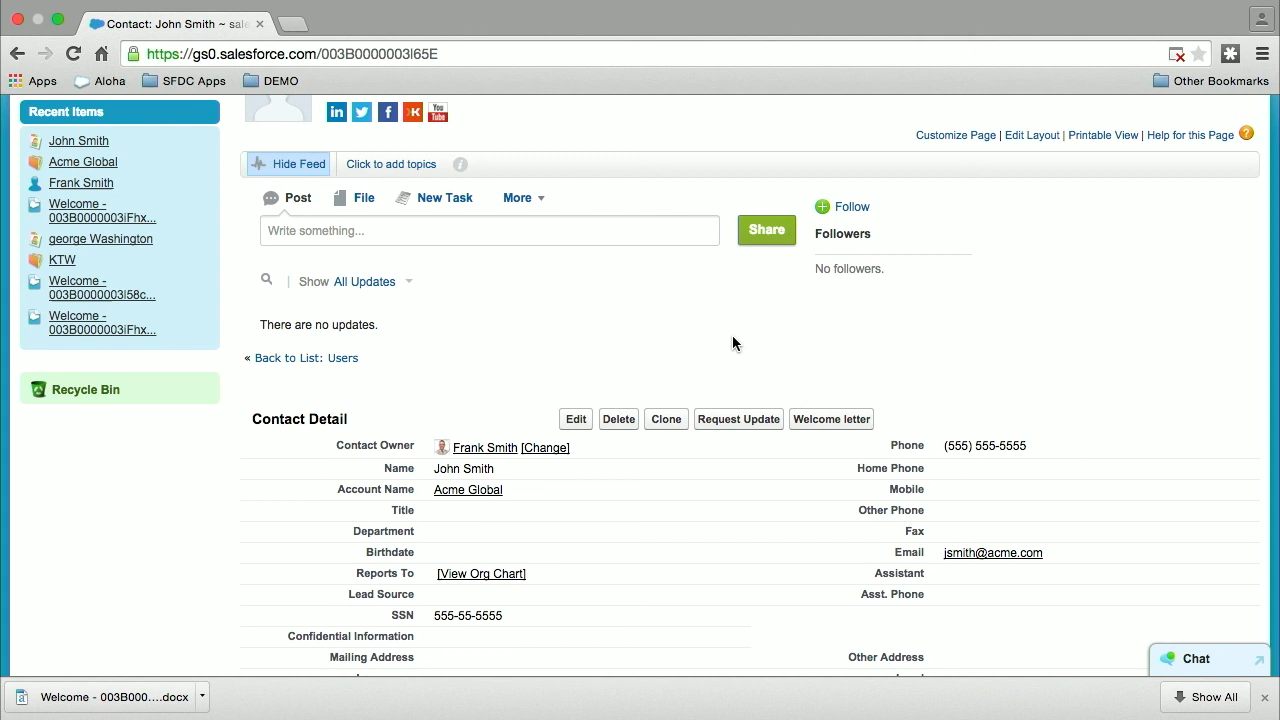 Contact: John Smith ~ sale
https://gs0.salesforce.com/003B0000003I65E
Apps
Aloha
SFDC Apps
DEMO
Other Bookmarks
Recent Items
John Smith
Acme Global
Frank Smith
Welcome -
003B0000003iFhx...
george Washington
KTW
Welcome -
003B0000003I58c...
Welcome -
003B0000003iFhx...
Recycle Bin
in
f
You
Tube
Customize Page | Edit Layout | Printable View | Help for this Page ?
Hide Feed
Click to add topics
i
Post
File
New Task
More
Write something...
Share
Follow
Followers
No followers.
Show All Updates
There are no updates.
« Back to List: Users
Contact Detail
Edit
Delete
Clone
Request Update
Welcome letter
Contact Owner Frank Smith [Change]
Phone (555) 555-5555
Name John Smith
Home Phone
Account Name Acme Global
Mobile
Title
Other Phone
Department
Fax
Birthdate
Email jsmith@acme.com
Reports To [View Org Chart]
Assistant
Lead Source
Asst. Phone
SSN 555-55-5555
Confidential Information
Mailing Address
Other Address
Chat
Welcome - 003B000....docx
Show All